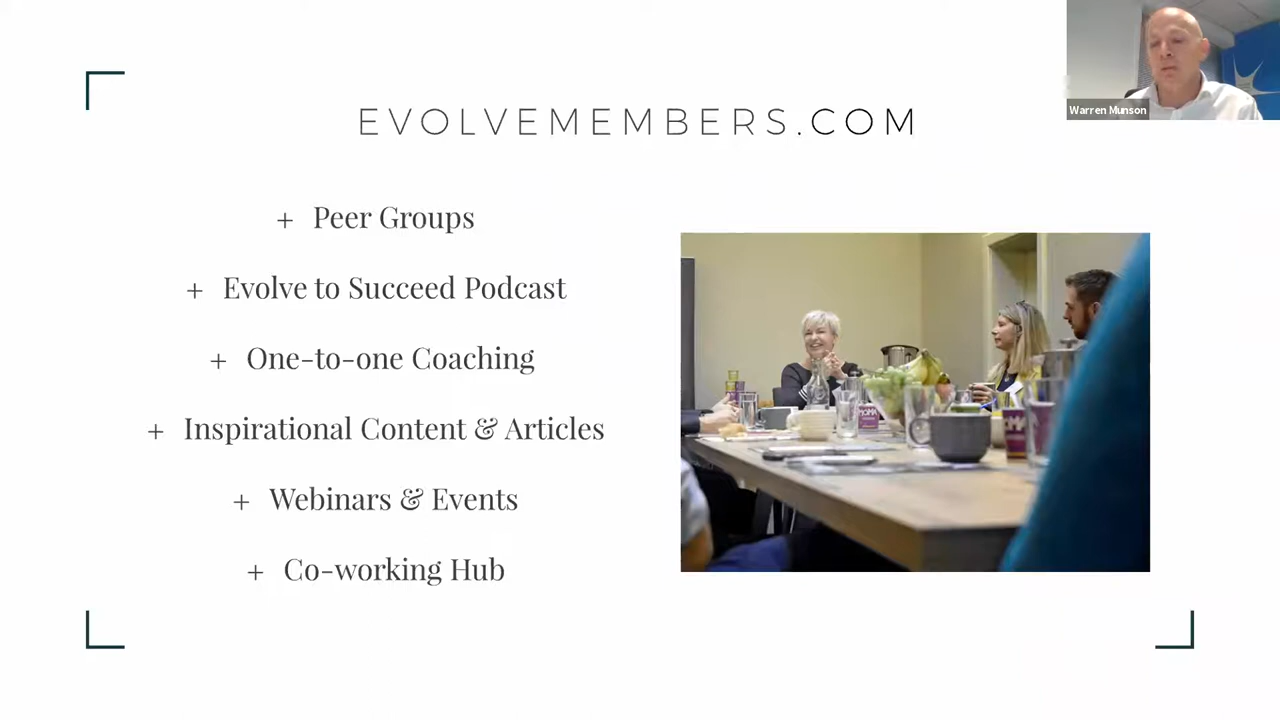 Warren Munson
EVOLVEMEMBERS.COM
+ Peer Groups
+ Evolve to Succeed Podcast
+ One-to-one Coaching
+ Inspirational Content & Articles
+ Webinars & Events
+ Co-working Hub
MOMA